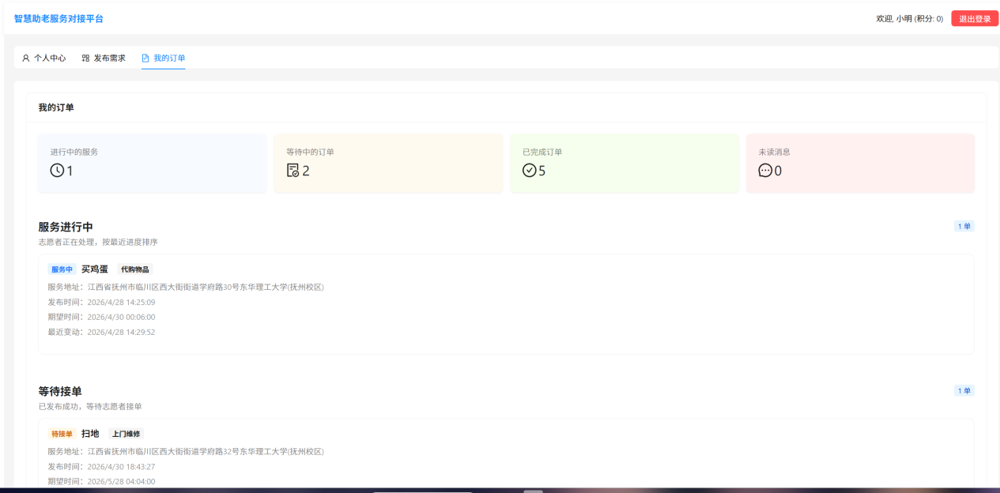 智慧助老服务对接平台
欢迎, 小明 (积分: 0) 退出登录
个人中心 发布需求 我的订单
我的订单
进行中的服务 等待中的订单 已完成订单 未读消息
1 2 5 0
服务进行中 1 单
志愿者正在处理，按最近进度排序
服务中 买鸡蛋 代购物品
服务地址：江西省抚州市临川区西大街街道学府路30号东华理工大学(抚州校区)
发布时间：2026/4/28 14:25:09
期望时间：2026/4/30 00:06:00
最近变动：2026/4/28 14:29:52
等待接单 1 单
已发布成功，等待志愿者接单
待接单 扫地 上门维修
服务地址：江西省抚州市临川区西大街街道学府路32号东华理工大学(抚州校区)
发布时间：2026/4/30 18:43:27
期望时间：2026/5/28 04:04:00